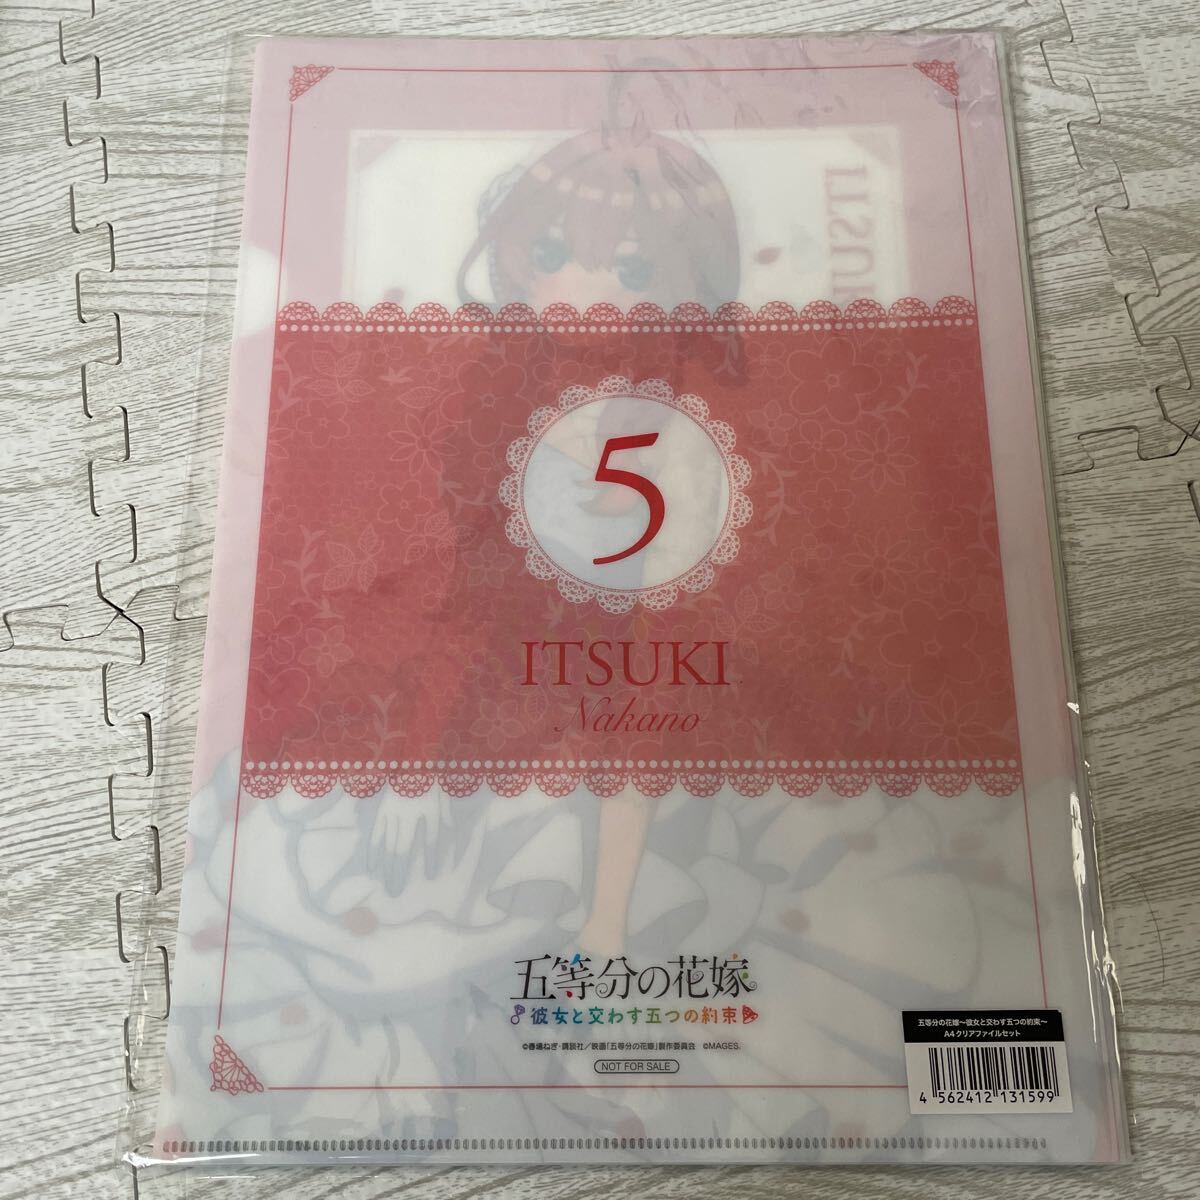 ITSU
5
ITSUKI
Nakano
五等分の花嫁
彼女と交わす五つの約束
©春場ねぎ・講談社／映画「五等分の花嫁」製作委員会 ©MAGES.
NOT FOR SALE
五等分の花嫁～彼女と交わす五つの約束～
A4クリアファイルセット
4 562412 131599